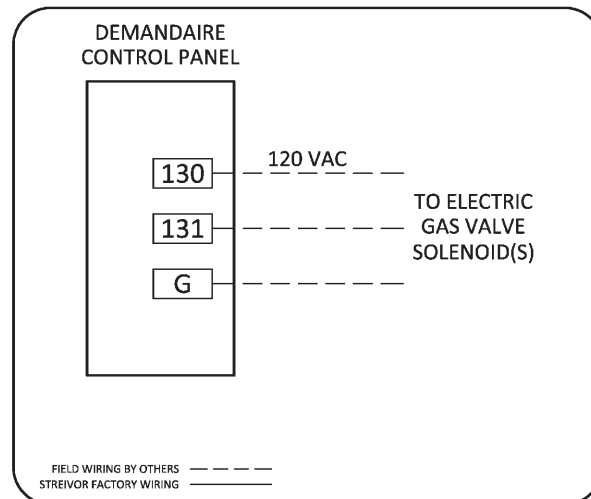 DEMANDAIRE
CONTROL PANEL
130
120 VAC
131
G
TO ELECTRIC
GAS VALVE
SOLENOID(S)
FIELD WIRING BY OTHERS
STREIVOR FACTORY WIRING